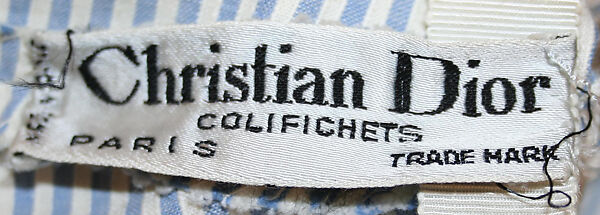 Christian Dior
COLIFICHETS
PARIS
TRADE MARK